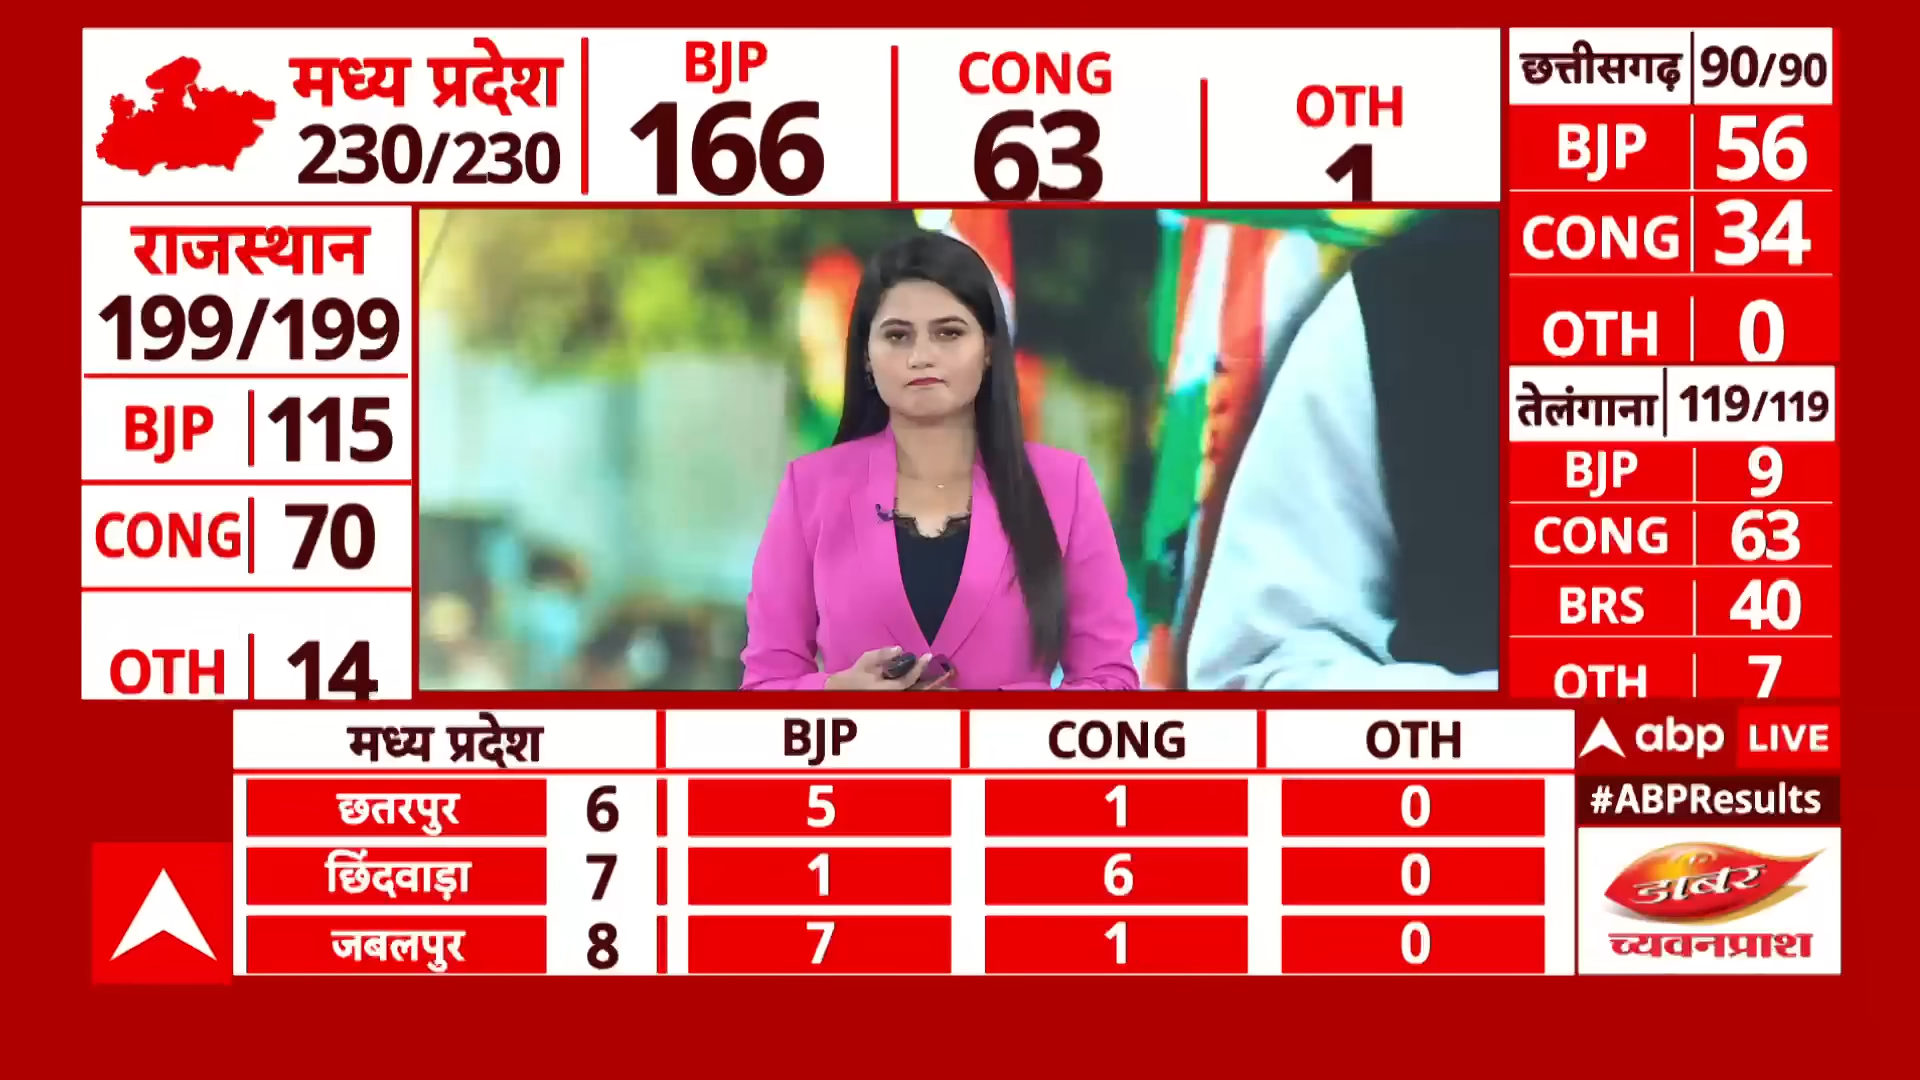 मध्य प्रदेश
230/230
BJP
166
CONG
63
OTH
1
राजस्थान
199/199
BJP 115
CONG 70
OTH 14
छत्तीसगढ़ 90/90
BJP 56
CONG 34
OTH 0
तेलंगाना 119/119
BJP 9
CONG 63
BRS 40
OTH 7
मध्य प्रदेश BJP CONG OTH
छतरपुर 6 5 1 0
छिंदवाड़ा 7 1 6 0
जबलपुर 8 7 1 0
abp LIVE
#ABPResults
डाबर
च्यवनप्राश